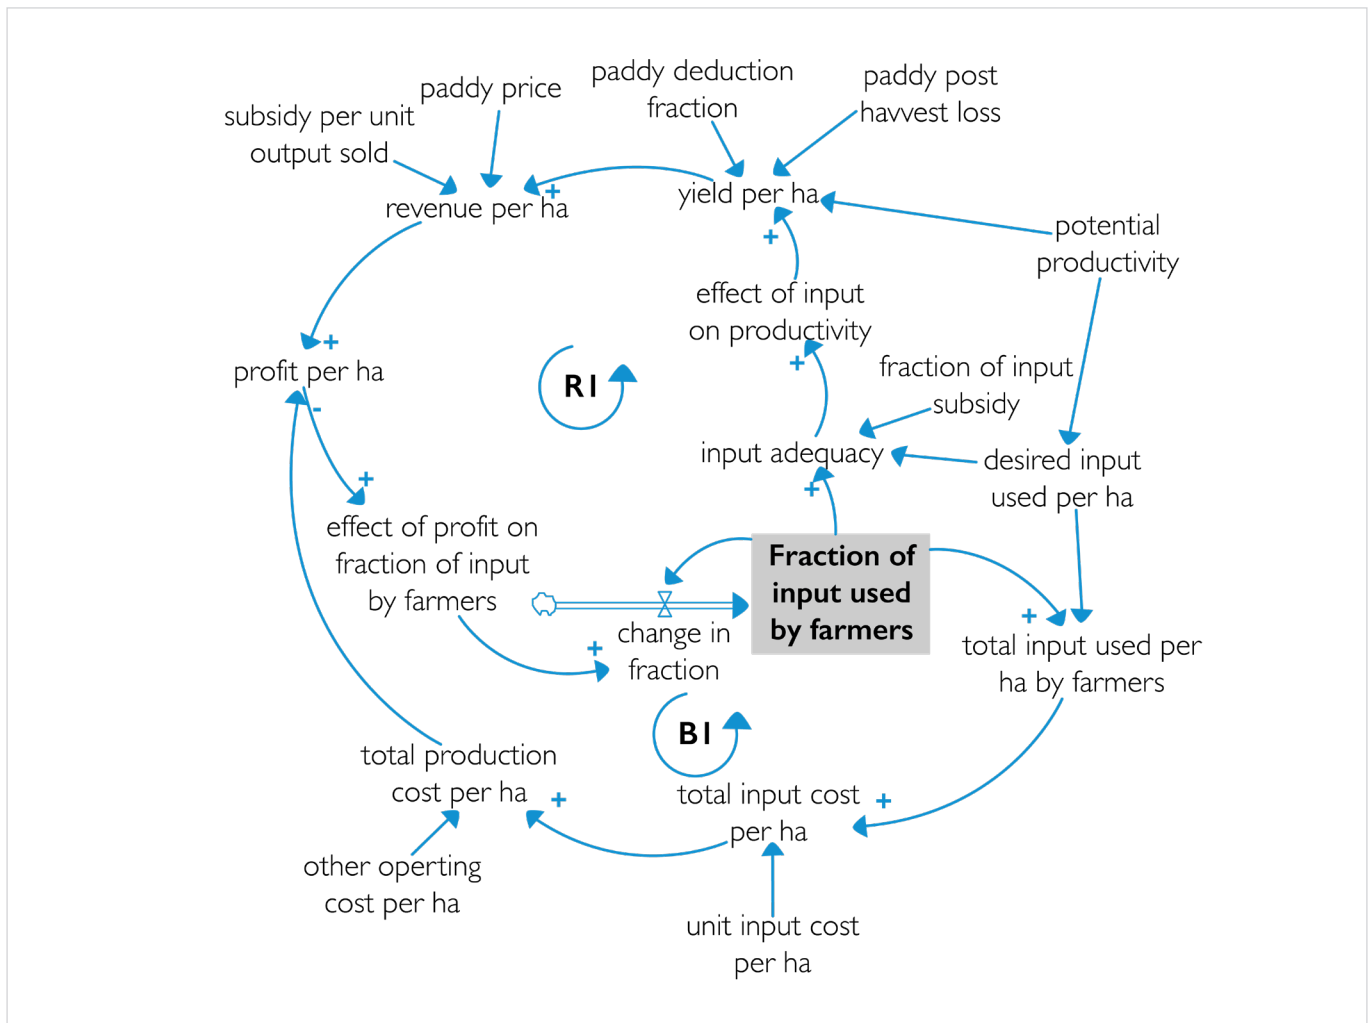 paddy price
paddy deduction
fraction
paddy post
havvest loss
subsidy per unit
output sold
+
revenue per ha
yield per ha
+
potential
productivity
effect of input
on productivity
+
profit per ha
+
fraction of input
subsidy
R1
-
input adequacy
desired input
used per ha
+
+
effect of profit on
fraction of input
by farmers
Fraction of
input used
by farmers
change in
fraction
+
+
total input used per
ha by farmers
B1
total production
cost per ha
+
total input cost
per ha
+
other operting
cost per ha
unit input cost
per ha